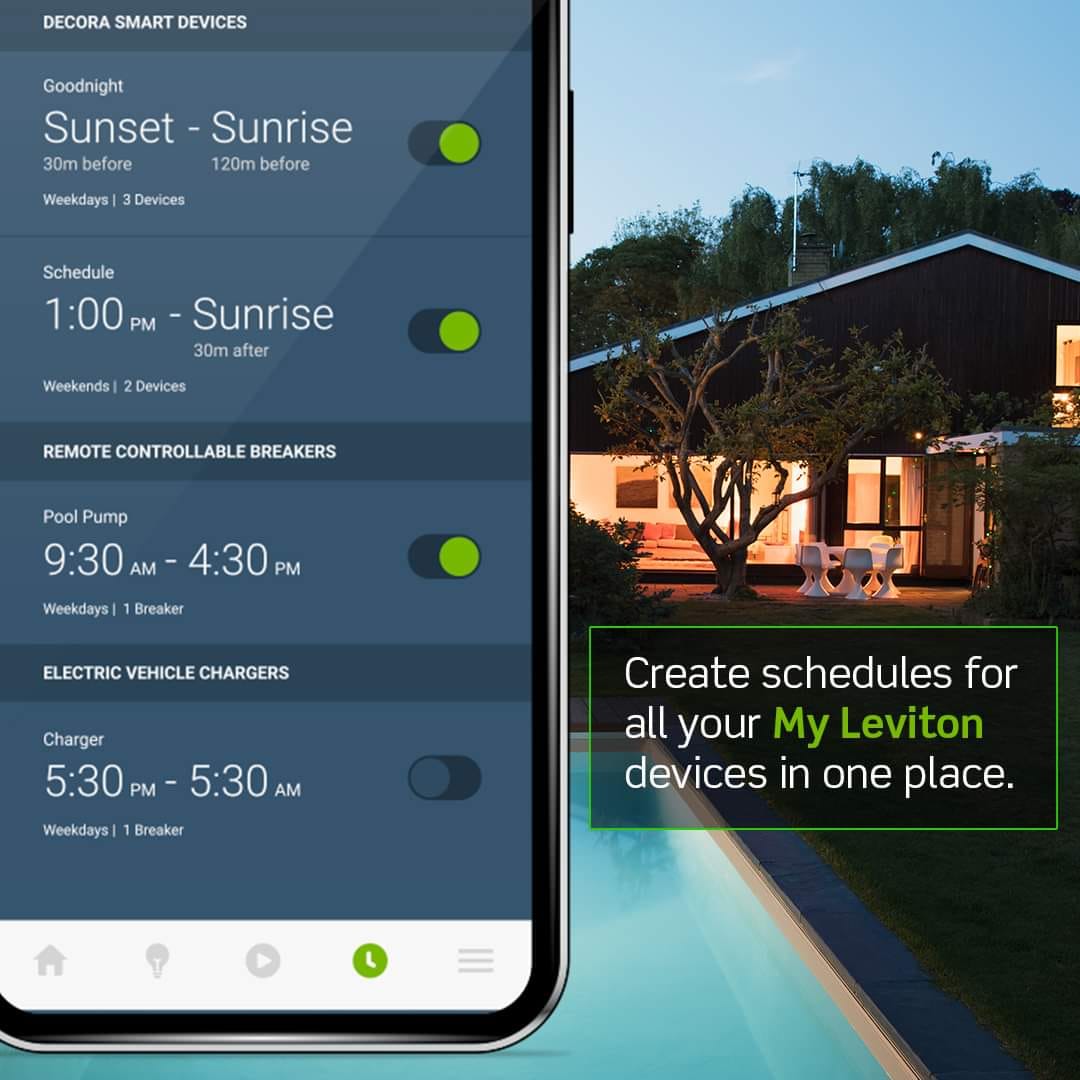 DECORA SMART DEVICES
Goodnight
Sunset - Sunrise
30m before 120m before
Weekdays | 3 Devices
Schedule
1:00 PM - Sunrise
30m after
Weekends | 2 Devices
REMOTE CONTROLLABLE BREAKERS
Pool Pump
9:30 AM - 4:30 PM
Weekdays | 1 Breaker
ELECTRIC VEHICLE CHARGERS
Charger
5:30 PM - 5:30 AM
Weekdays | 1 Breaker
Create schedules for
all your My Leviton
devices in one place.